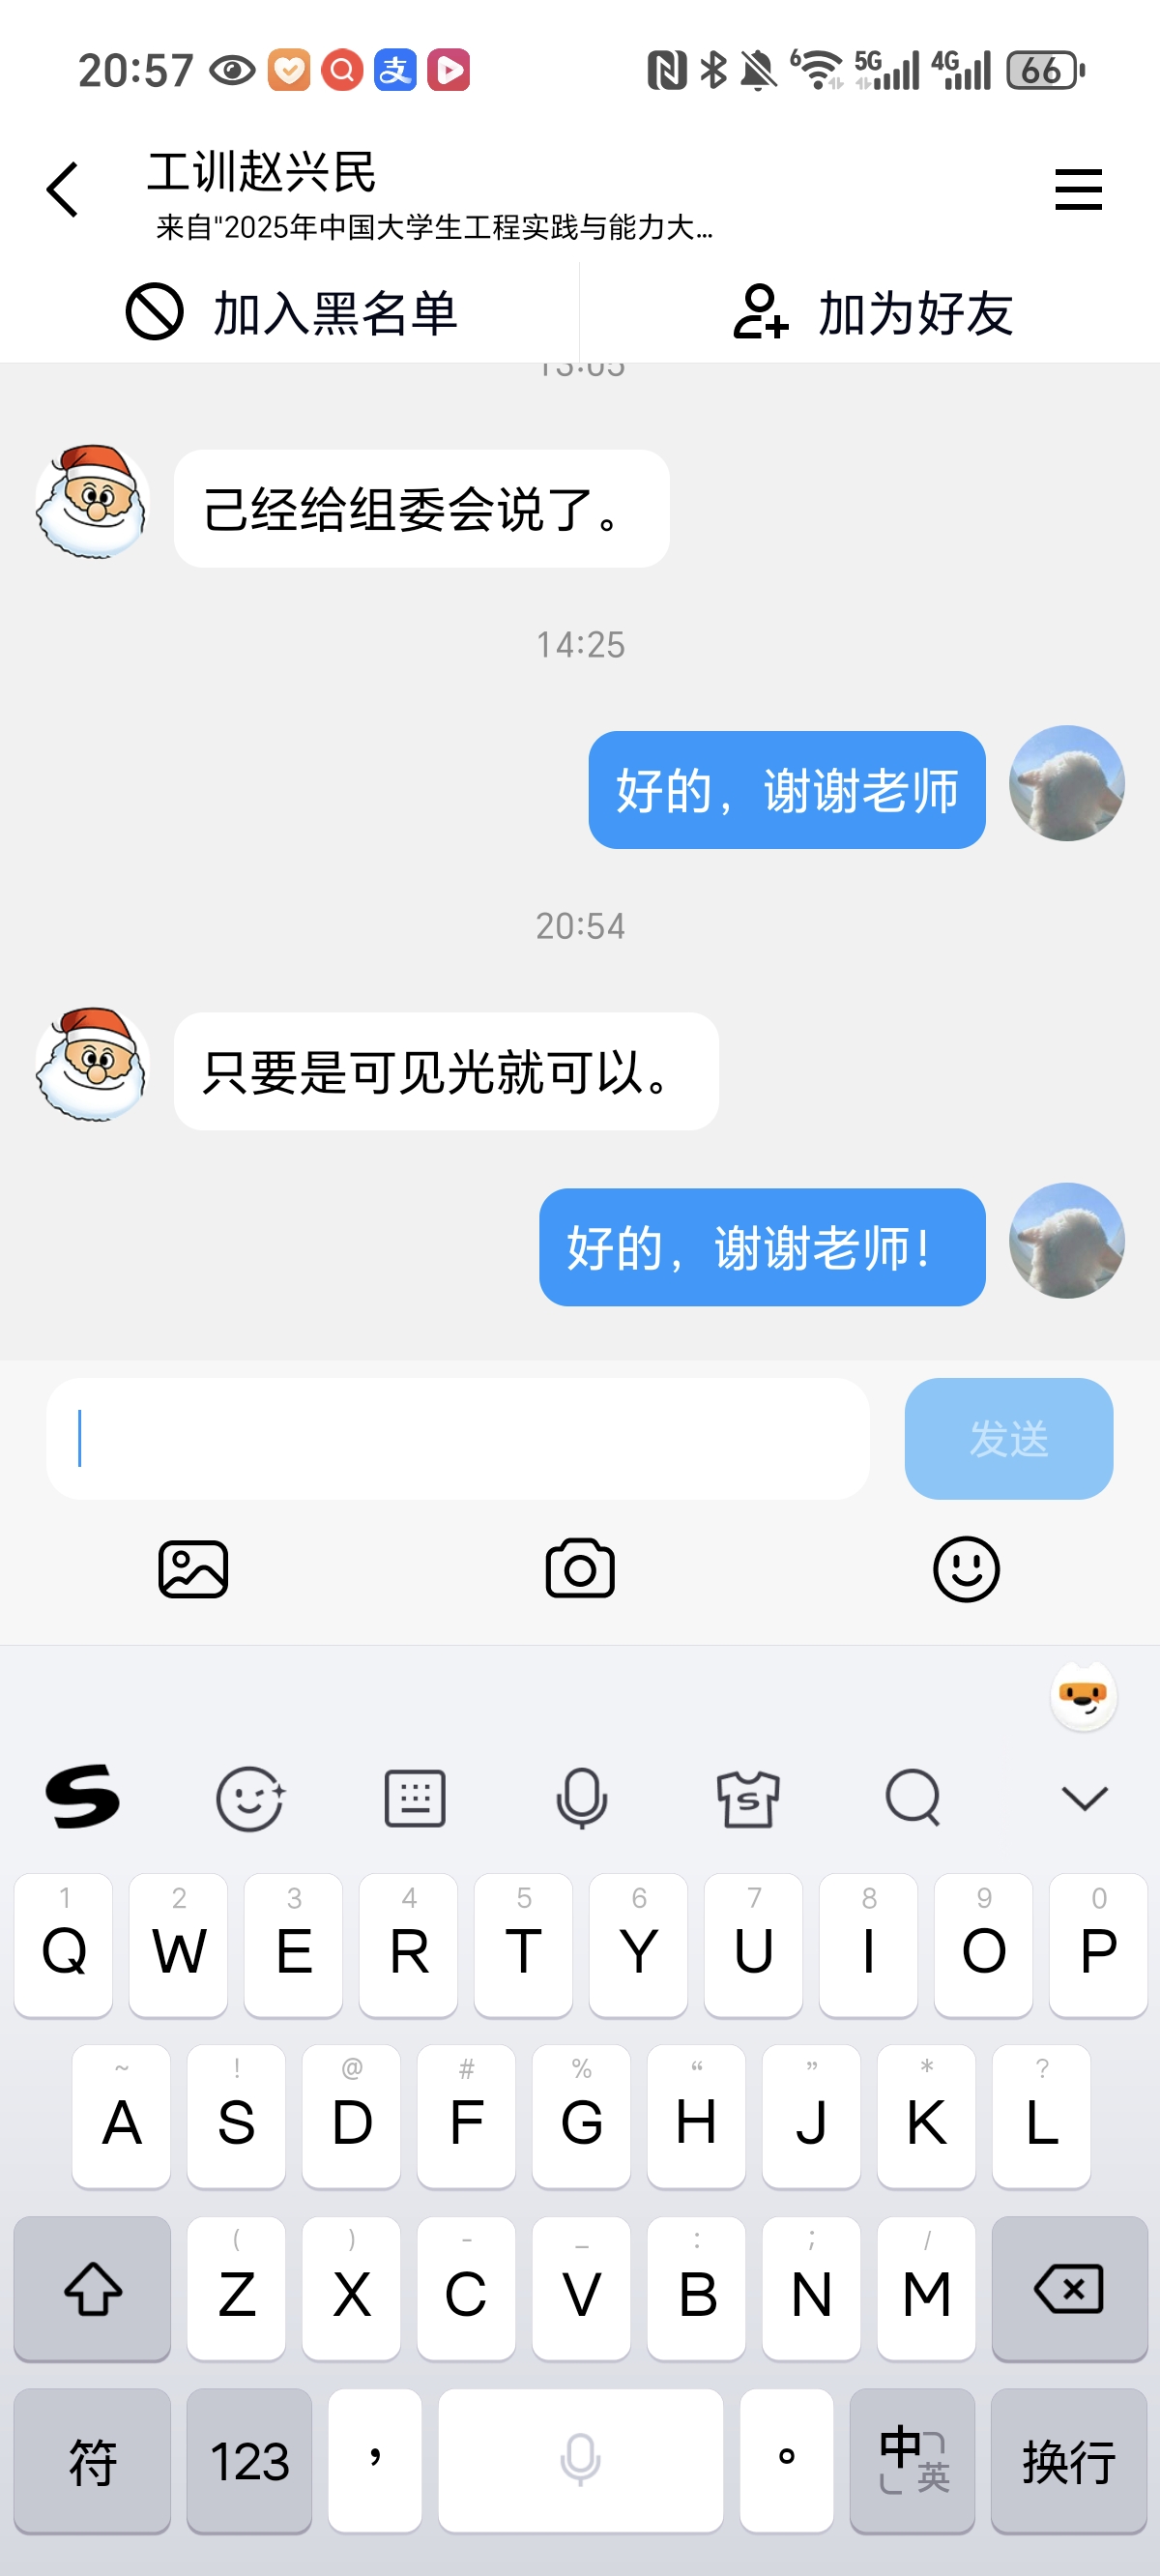 20:57
支
6
5G
4G
66
工训赵兴民
来自"2025年中国大学生工程实践与能力大...
加入黑名单
加为好友
13:05
己经给组委会说了。
14:25
好的，谢谢老师
20:54
只要是可见光就可以。
好的，谢谢老师！
发送
S
S
1 2 3 4 5 6 7 8 9 0
Q W E R T Y U I O P
~ ! @ # % “ ” * ?
A S D F G H J K L
( ) - _ : ; /
Z X C V B N M
符 123 ， 。 中 英 换行